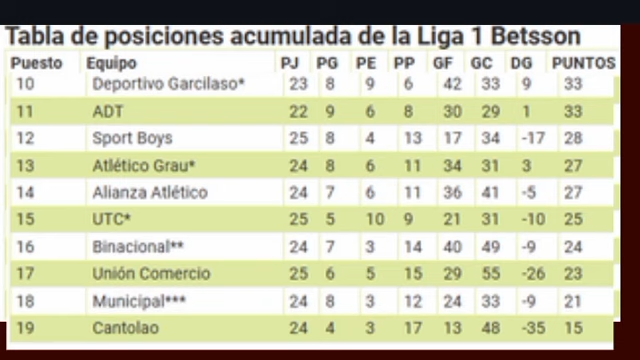 Tabla de posiciones acumulada de la Liga 1 Betsson
Puesto Equipo PJ PG PE PP GF GC DG PUNTOS
10 Deportivo Garcilaso* 23 8 9 6 42 33 9 33
11 ADT 22 9 6 8 30 29 1 33
12 Sport Boys 25 8 4 13 17 34 -17 28
13 Atlético Grau* 24 8 6 11 34 31 3 27
14 Alianza Atlético 24 7 6 11 36 41 -5 27
15 UTC* 25 5 10 9 21 31 -10 25
16 Binacional** 24 7 3 14 40 49 -9 24
17 Unión Comercio 25 6 5 15 29 55 -26 23
18 Municipal*** 24 8 3 12 24 33 -9 21
19 Cantolao 24 4 3 17 13 48 -35 15